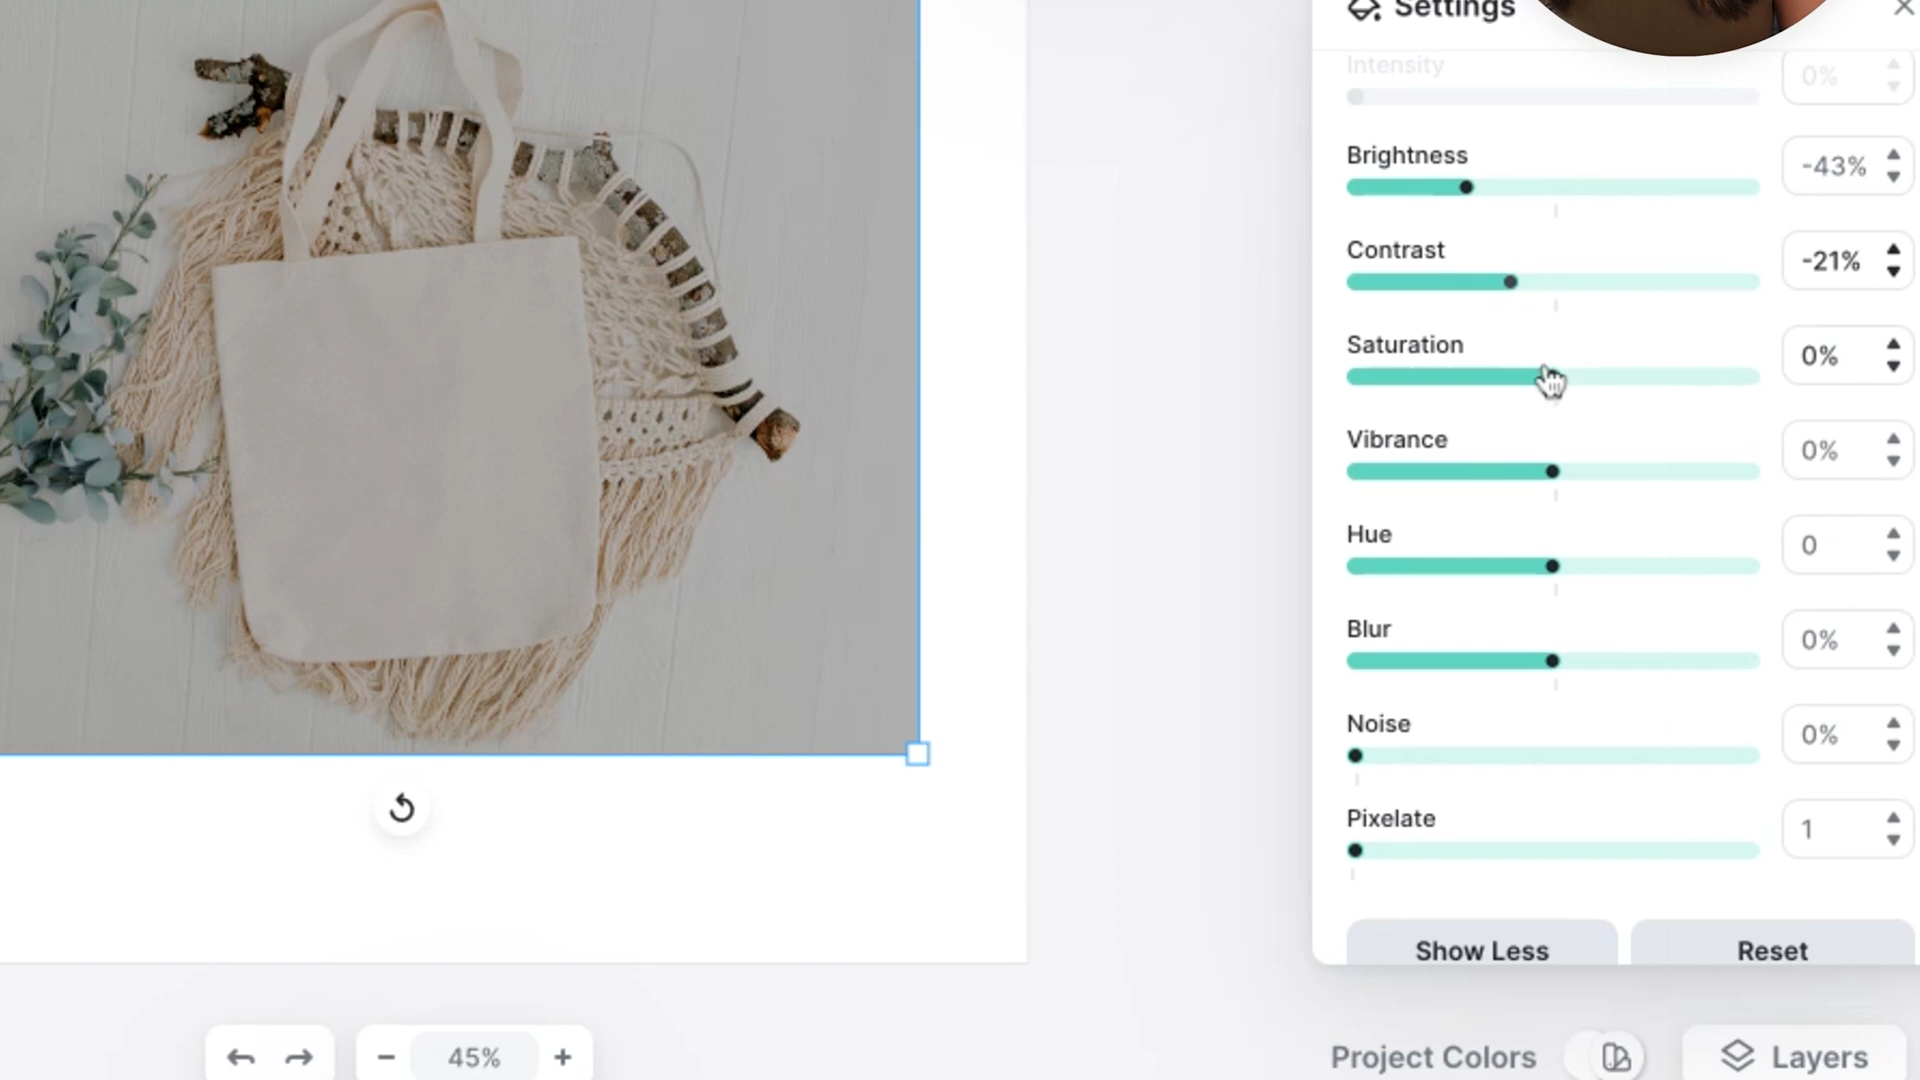 Settings
Intensity
0%
Brightness
-43%
Contrast
-21%
Saturation
0%
Vibrance
0%
Hue
0
Blur
0%
Noise
0%
Pixelate
1
Show Less
Reset
45%
Project Colors
Layers